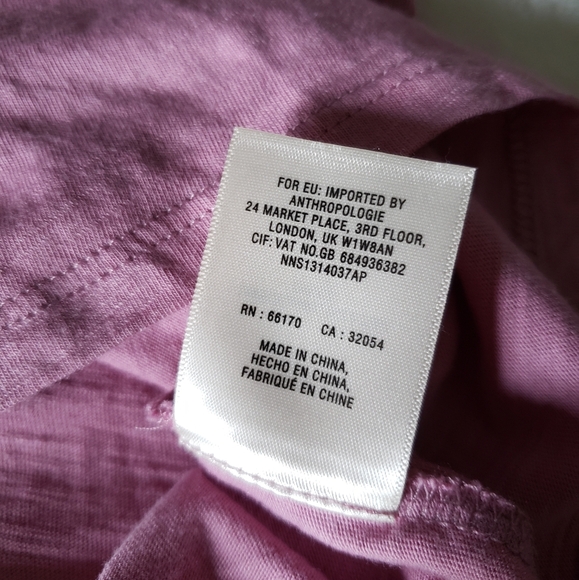 FOR EU: IMPORTED BY
ANTHROPOLOGIE
24 MARKET PLACE, 3RD FLOOR,
LONDON, UK W1W8AN
CIF: VAT NO.GB 684936382
NNS1314037AP
RN : 66170 CA : 32054
MADE IN CHINA,
HECHO EN CHINA,
FABRIQUÉ EN CHINE